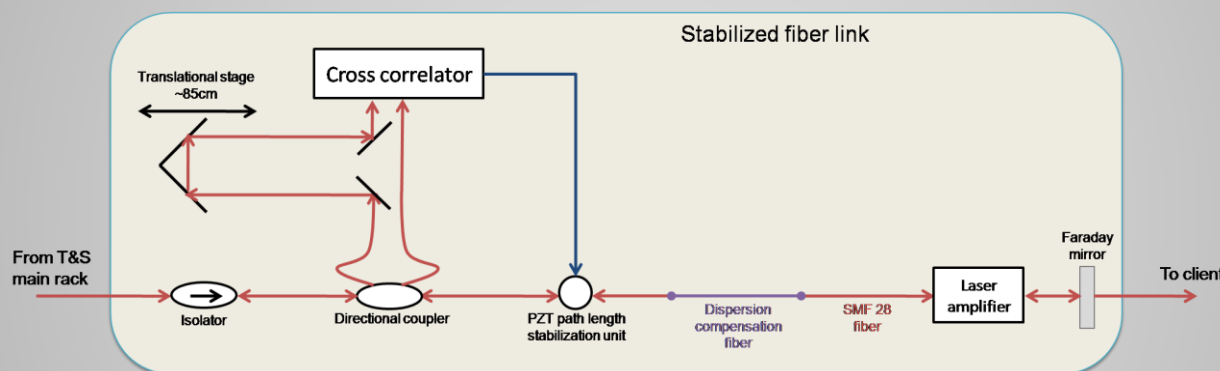 Stabilized fiber link
Translational stage
~85cm
Cross correlator
From T&S
main rack
Isolator
Directional coupler
PZT path length
stabilization unit
Dispersion
compensation
fiber
SMF 28
fiber
Laser
amplifier
Faraday
mirror
To client